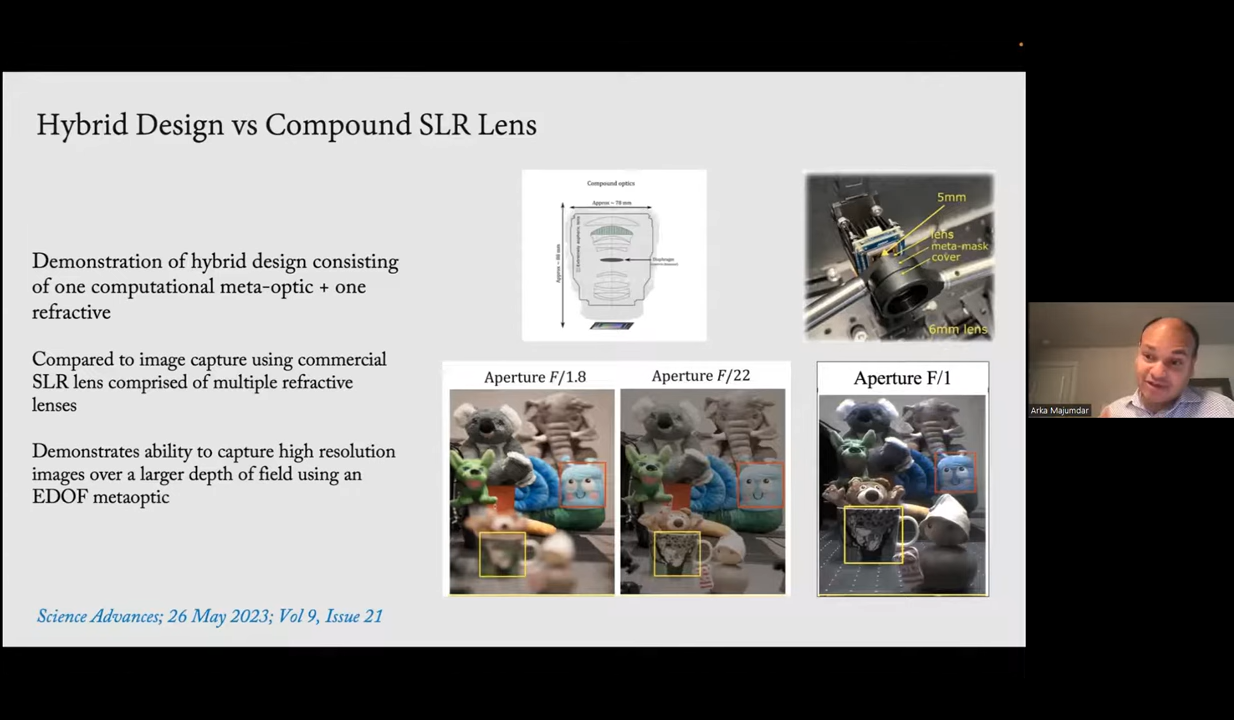 Hybrid Design vs Compound SLR Lens
Demonstration of hybrid design consisting
of one computational meta-optic + one
refractive
Compared to image capture using commercial
SLR lens comprised of multiple refractive
lenses
Demonstrates ability to capture high resolution
images over a larger depth of field using an
EDOF metaoptic
Science Advances; 26 May 2023; Vol 9, Issue 21
Compound optics
Approx ~ 70 mm
5mm
lens
meta-mask
cover
6mm lens
Aperture F/1.8
Aperture F/22
Aperture F/1
Arka Majumdar